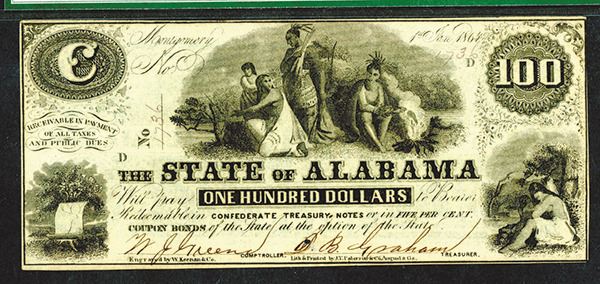 C
Montgomery
1st Jan. 1864
No
D
100
RECEIVABLE IN PAYMENT
OF ALL TAXES
AND PUBLIC DUES
No
D
THE STATE OF ALABAMA
Will pay ONE HUNDRED DOLLARS to Bearer
Redeemable in CONFEDERATE TREASURY NOTES or in FIVE PER CENT.
COUPON BONDS of the State, at the option of the State
W J Greene
D B Graham
COMPTROLLER.
TREASURER.
Engraved by W. Keenan & Co.
Lith & Printed by J.T. Paterson & Co, Augusta Ga.